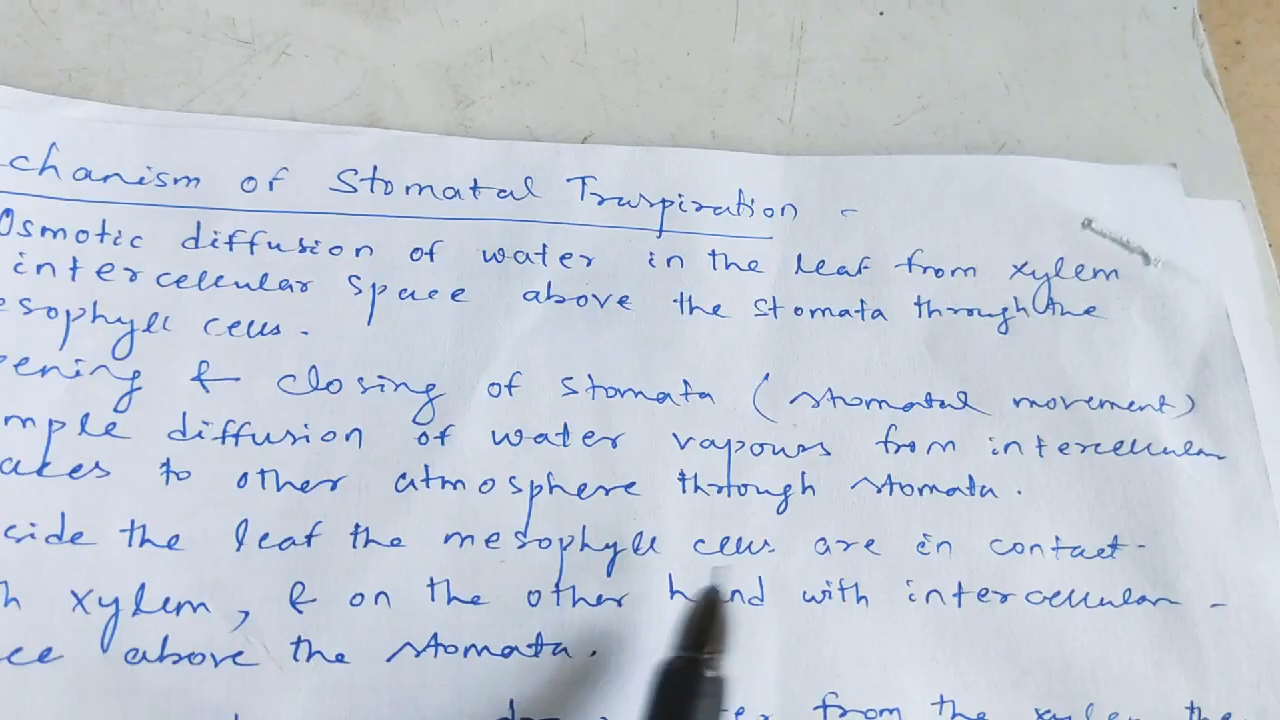 chanism of Stomatal Truspiration -
Osmotic diffusion of water in the leaf from xylem
intercellular space above the stomata through the
esophyll cells.
ening & closing of stomata (stomatal movement)
mple diffusion of water vapours from intercellular
akes to other atmosphere through stomata.
side the leaf the mesophyll cells are in contact-
h xylem, & on the other hand with intercellular -
ce above the stomata.
from the xylem the